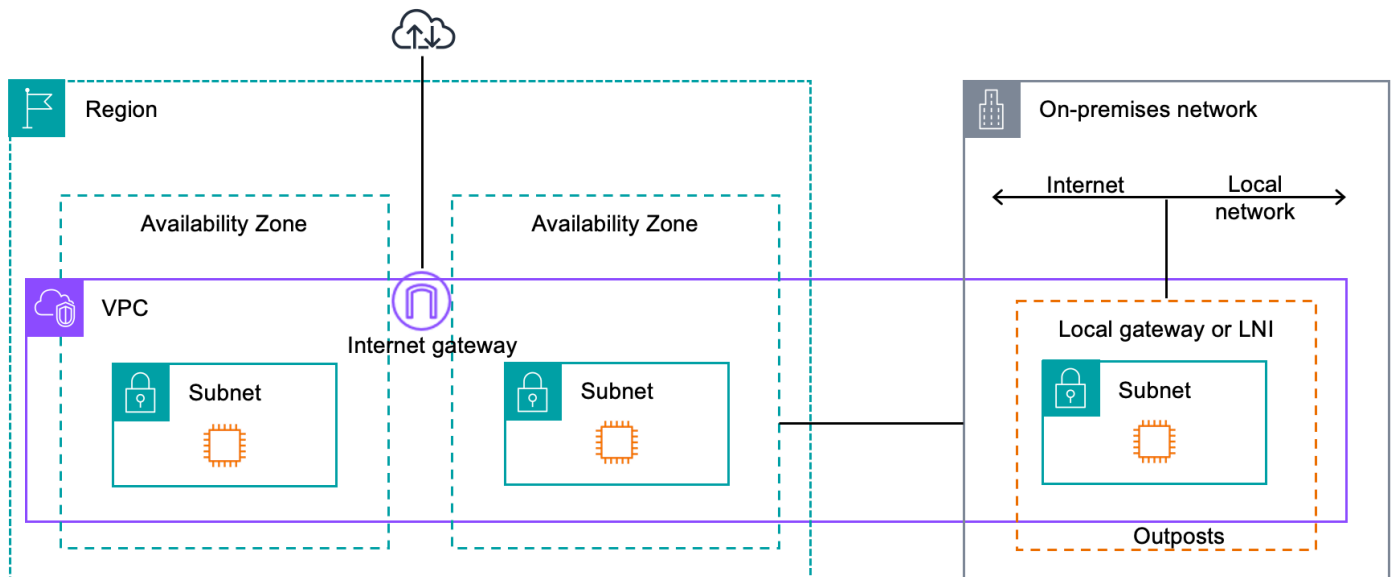 Region
On-premises network
Internet
Local
network
Availability Zone
Availability Zone
VPC
Internet gateway
Local gateway or LNI
Subnet
Subnet
Subnet
Outposts